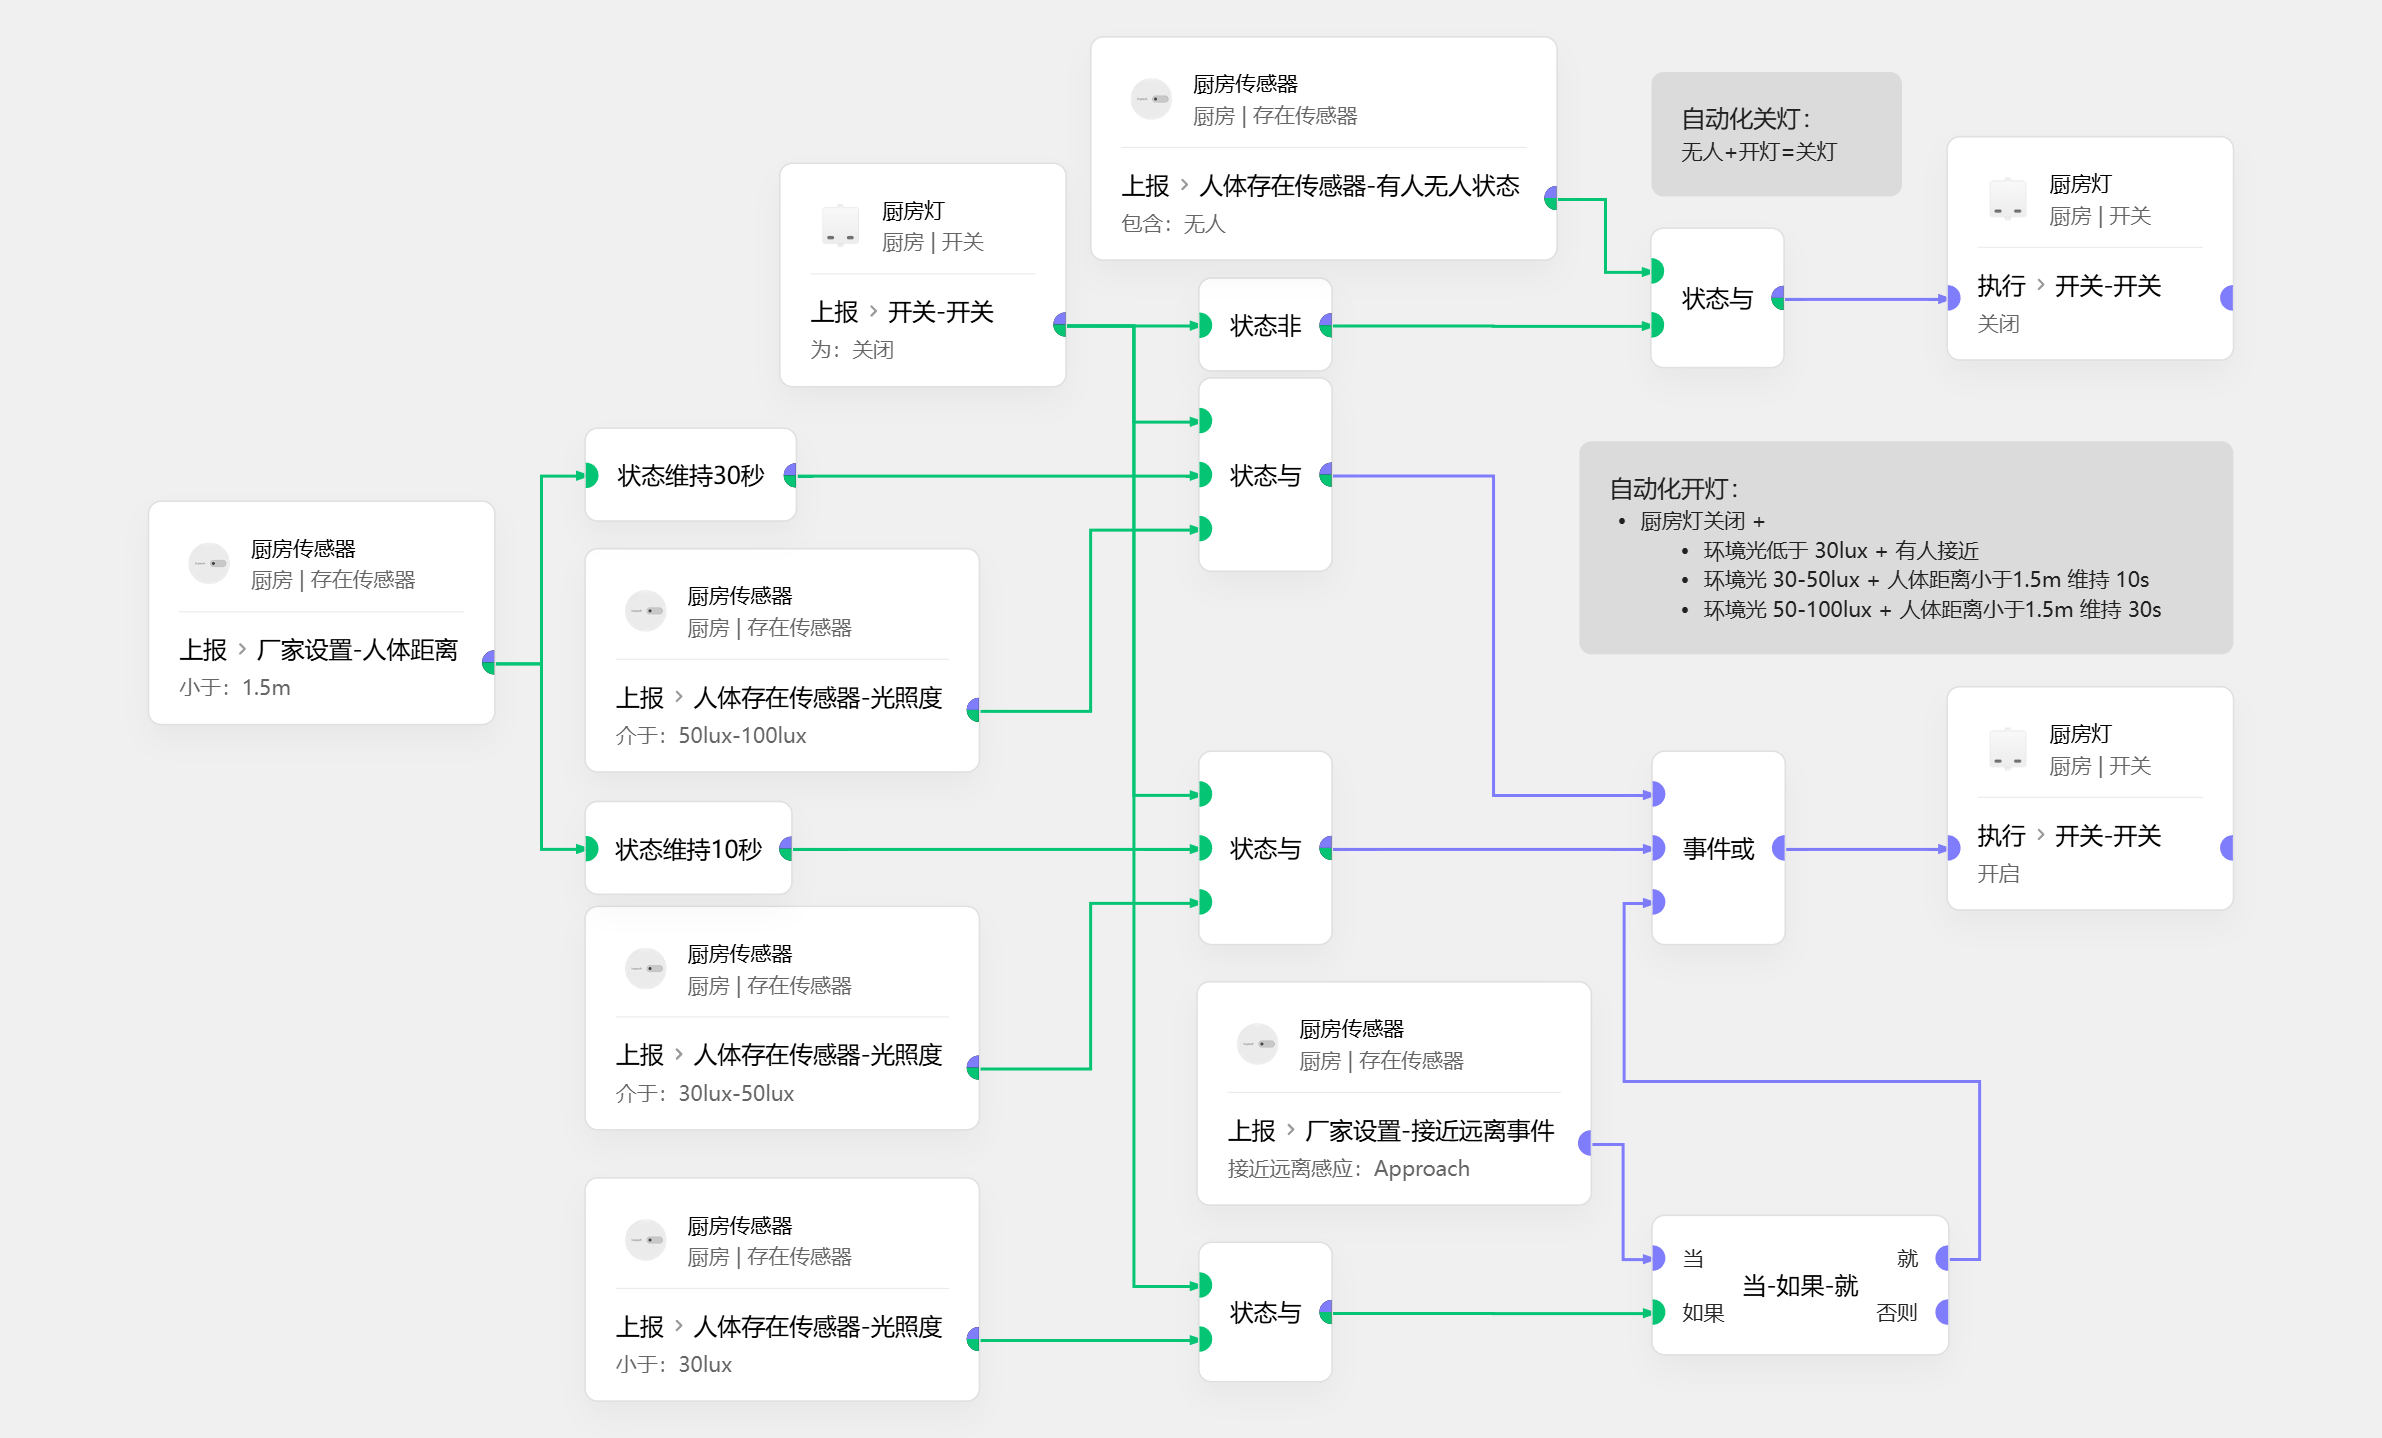 厨房传感器
厨房 | 存在传感器
上报 > 人体存在传感器-有人无人状态
包含：无人
自动化关灯：
无人+开灯=关灯
厨房灯
厨房 | 开关
执行 > 开关-开关
关闭
厨房灯
厨房 | 开关
上报 > 开关-开关
为：关闭
状态非
状态与
状态维持30秒
状态与
自动化开灯：
• 厨房灯关闭 +
• 环境光低于 30lux + 有人接近
• 环境光 30-50lux + 人体距离小于1.5m 维持 10s
• 环境光 50-100lux + 人体距离小于1.5m 维持 30s
厨房传感器
厨房 | 存在传感器
上报 > 厂家设置-人体距离
小于：1.5m
厨房传感器
厨房 | 存在传感器
上报 > 人体存在传感器-光照度
介于：50lux-100lux
状态维持10秒
状态与
事件或
厨房灯
厨房 | 开关
执行 > 开关-开关
开启
厨房传感器
厨房 | 存在传感器
上报 > 人体存在传感器-光照度
介于：30lux-50lux
厨房传感器
厨房 | 存在传感器
上报 > 厂家设置-接近远离事件
接近远离感应：Approach
厨房传感器
厨房 | 存在传感器
上报 > 人体存在传感器-光照度
小于：30lux
状态与
当
就
当-如果-就
如果
否则